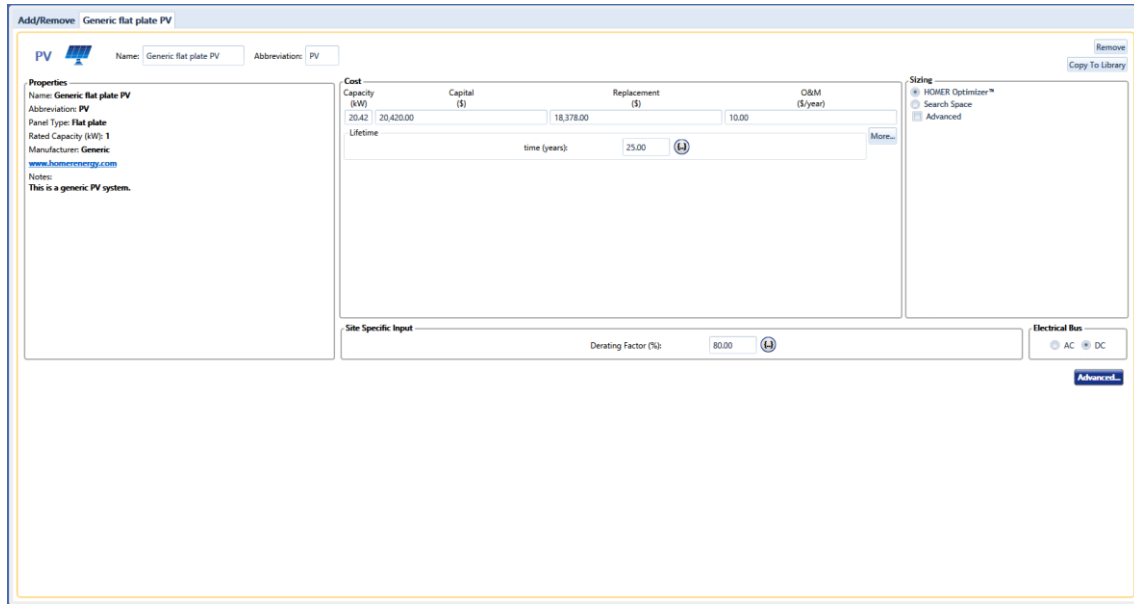 Add/Remove Generic flat plate PV
PV Name: Generic flat plate PV Abbreviation: PV
Remove
Copy To Library
Properties
Name: Generic flat plate PV
Abbreviation: PV
Panel Type: Flat plate
Rated Capacity (kW): 1
Manufacturer: Generic
www.homerenergy.com
Notes:
This is a generic PV system.
Cost
Capacity (kW) Capital ($) Replacement ($) O&M ($/year)
20.42 20,420.00 18,378.00 10.00
Lifetime
time (years): 25.00 {..}
More...
Sizing
HOMER Optimizer™
Search Space
Advanced
Site Specific Input
Derating Factor (%): 80.00 {..}
Electrical Bus
AC DC
Advanced...